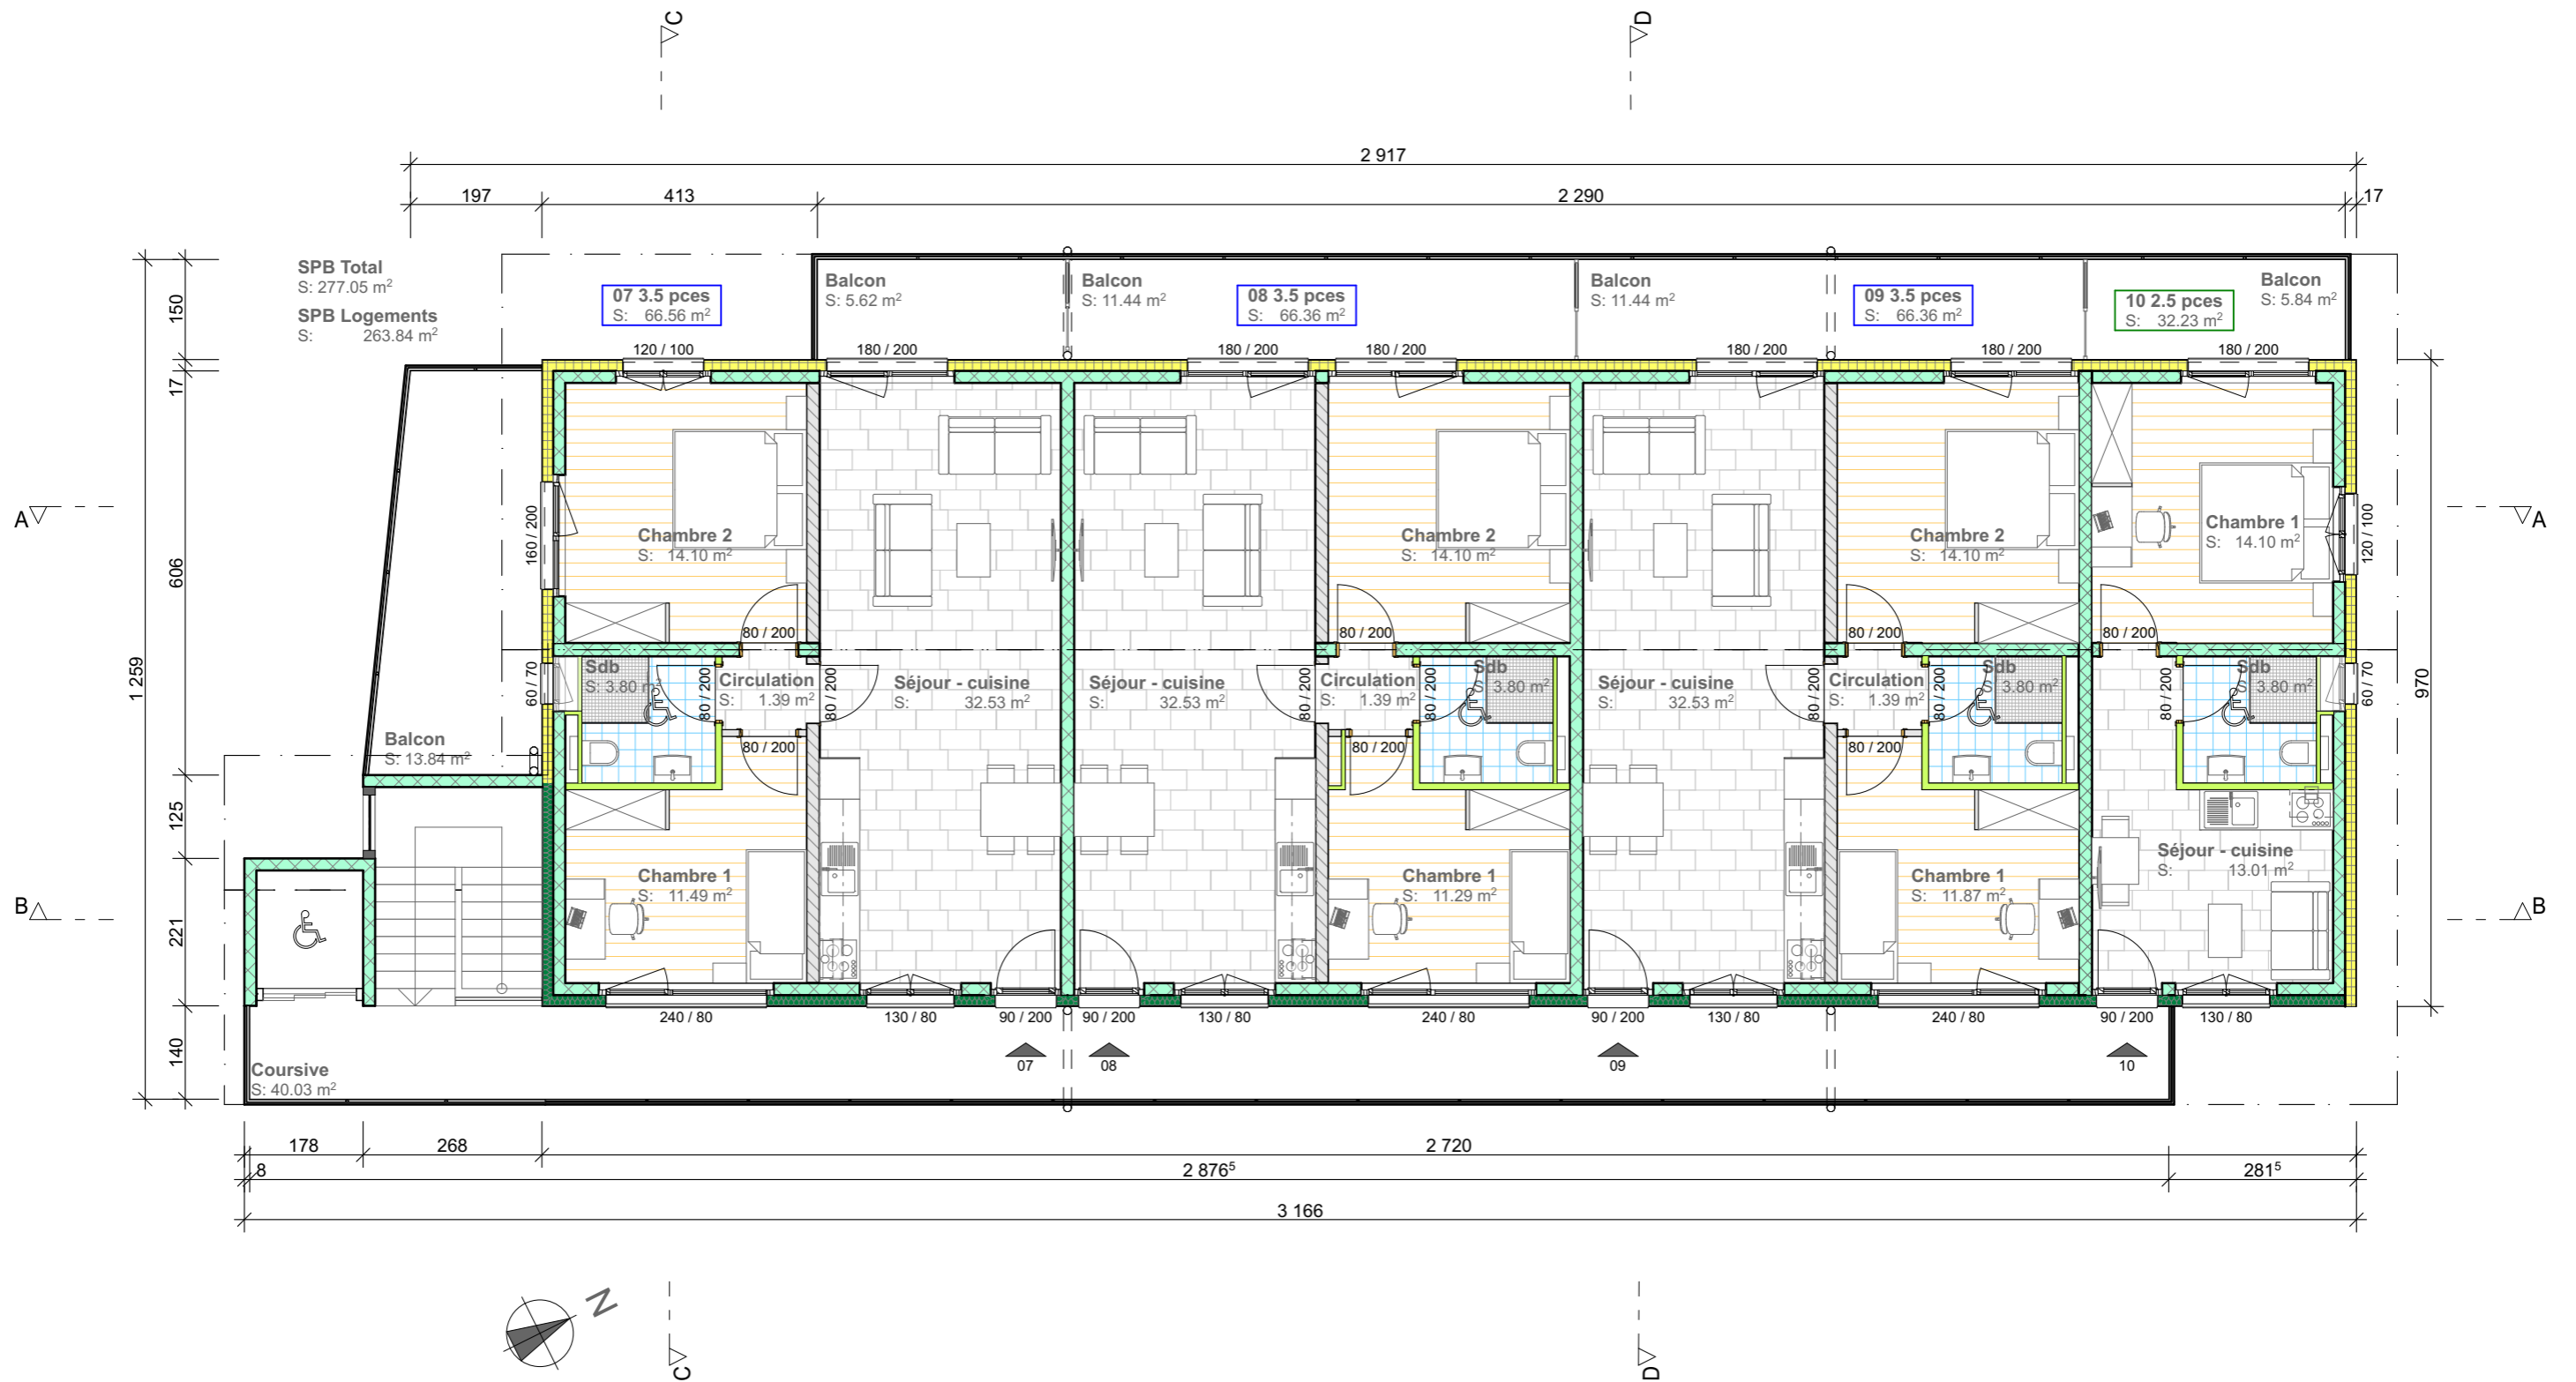 C
D
2 917
197
413
2 290
17
SPB Total
S: 277.05 m²
SPB Logements
S: 263.84 m²
07 3.5 pces
S: 66.56 m²
Balcon
S: 5.62 m²
Balcon
S: 11.44 m²
08 3.5 pces
S: 66.36 m²
Balcon
S: 11.44 m²
09 3.5 pces
S: 66.36 m²
10 2.5 pces
S: 32.23 m²
Balcon
S: 5.84 m²
120 / 100
180 / 200
180 / 200
180 / 200
180 / 200
180 / 200
180 / 200
150
17
606
1 259
125
221
140
970
A
A
160 / 200
120 / 100
Chambre 2
S: 14.10 m²
Chambre 2
S: 14.10 m²
Chambre 2
S: 14.10 m²
Chambre 1
S: 14.10 m²
80 / 200
80 / 200
80 / 200
80 / 200
60 / 70
Sdb
S: 3.80 m²
80 / 200
Circulation
S: 1.39 m²
80 / 200
Séjour - cuisine
S: 32.53 m²
Séjour - cuisine
S: 32.53 m²
80 / 200
Circulation
S: 1.39 m²
80 / 200
Sdb
S: 3.80 m²
Séjour - cuisine
S: 32.53 m²
80 / 200
Circulation
S: 1.39 m²
80 / 200
Sdb
S: 3.80 m²
80 / 200
Sdb
S: 3.80 m²
60 / 70
80 / 200
80 / 200
80 / 200
Balcon
S: 13.84 m²
Chambre 1
S: 11.49 m²
Chambre 1
S: 11.29 m²
Chambre 1
S: 11.87 m²
Séjour - cuisine
S: 13.01 m²
B
B
240 / 80
130 / 80
90 / 200
90 / 200
130 / 80
240 / 80
90 / 200
130 / 80
240 / 80
90 / 200
130 / 80
07
08
09
10
Coursive
S: 40.03 m²
178
268
2 720
8
2 876⁵
281⁵
3 166
N
C
D